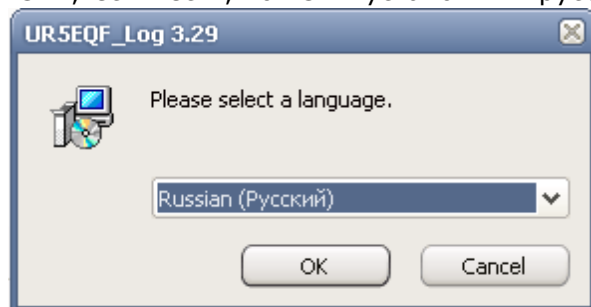 UR5EQF_Log 3.29
Please select a language.
Russian (Русский)
OK
Cancel